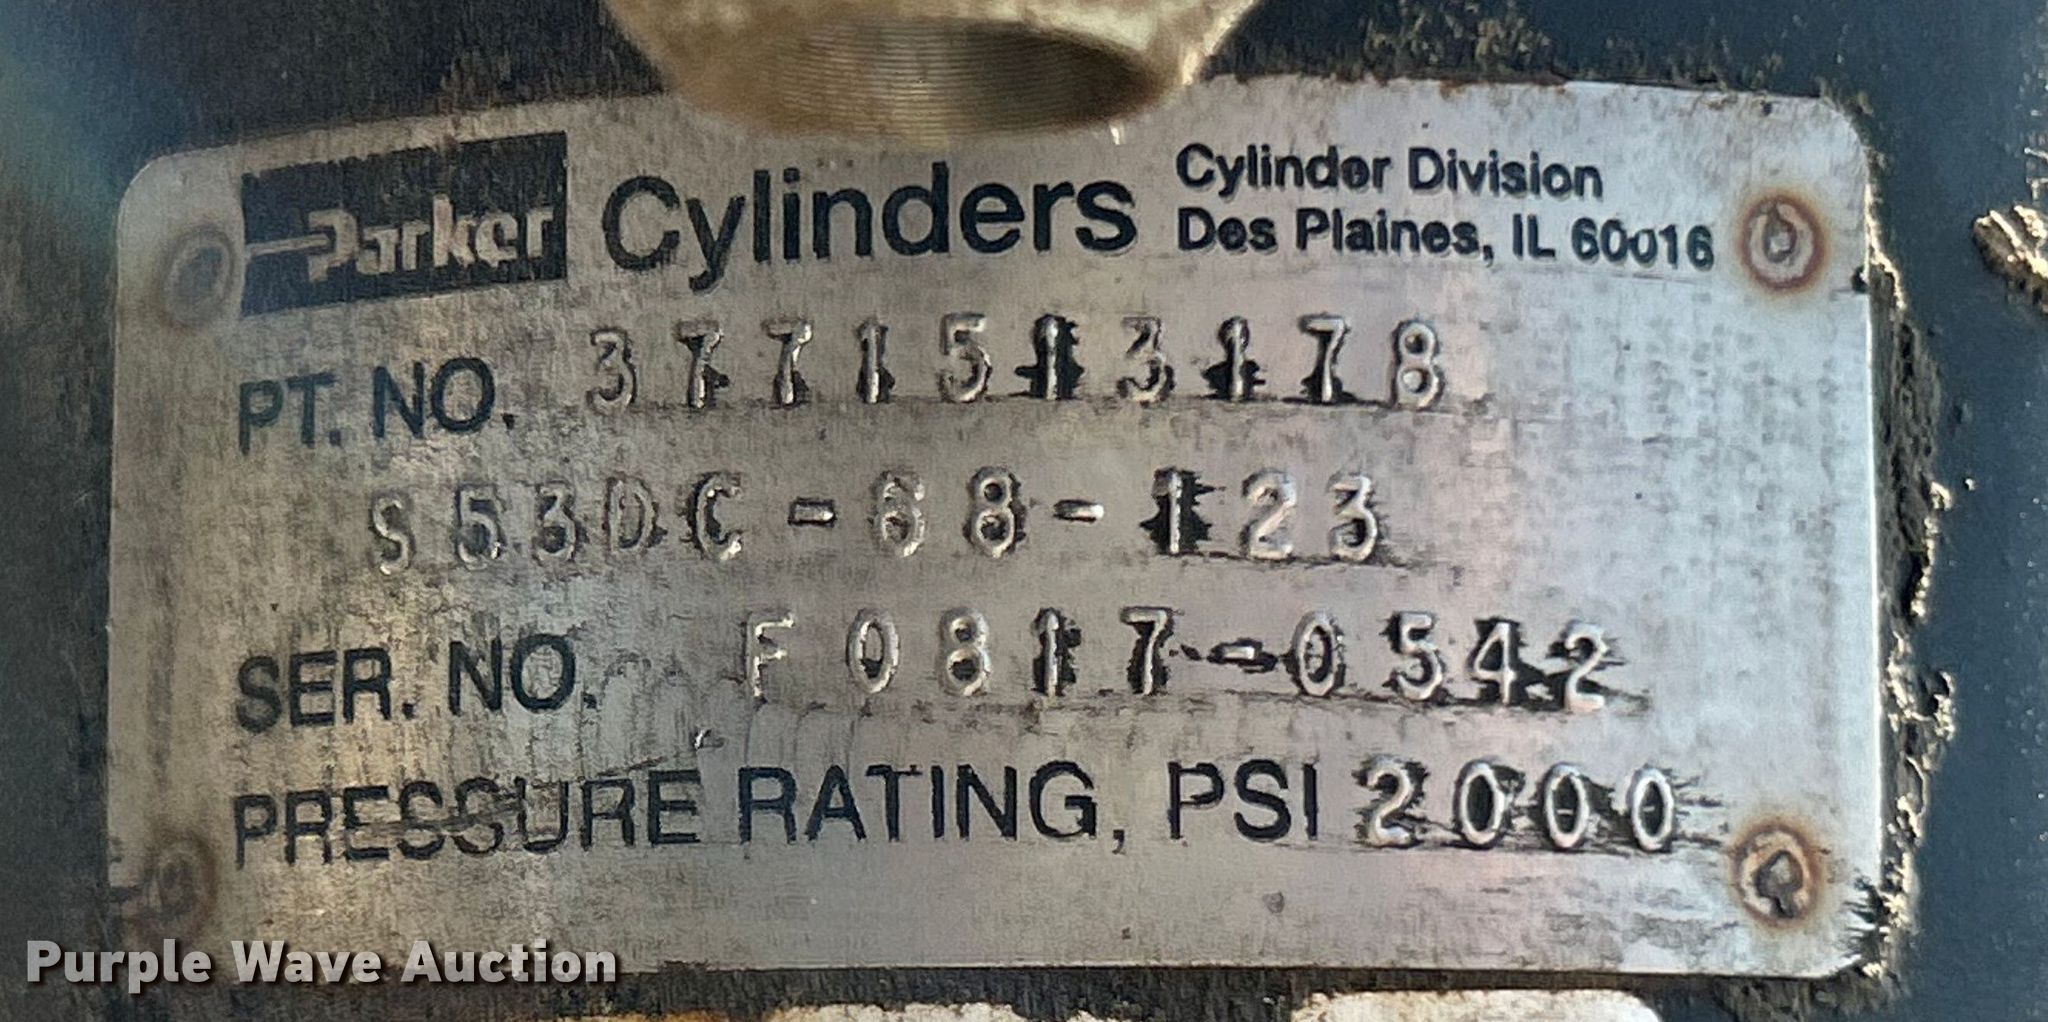 Parker Cylinders Cylinder Division
Des Plaines, IL 60016
PT. NO. 3771513178
S53DC-68-123
SER. NO. F0817-0542
PRESSURE RATING, PSI 2000
Purple Wave Auction